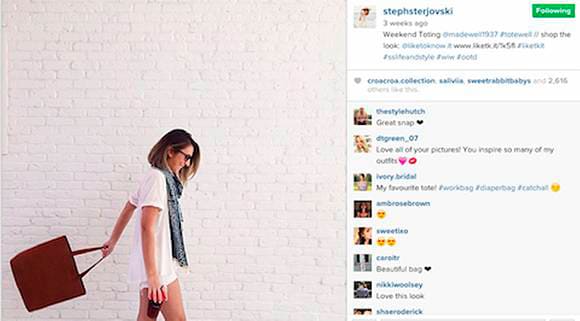 stephsterjovski
Following
3 weeks ago
Weekend Toting @madewell1937 #totewell // shop the
look: @liketoknow.it www.liketk.it/1k5fl #liketkit
#sslifeandstyle #wiw #ootd
croacroa.collection, saliviia, sweetrabbitbabys and 2,616
others like this.
thestylehutch
Great snap ❤
dtgreen_07
Love all of your pictures! You inspire so many of my
outfits💗💋
ivory.bridal
My favourite tote! #workbag #diaperbag #catchall 😊
ambrosebrown
😍
sweetixo
😍😍
caroitr
Beautiful bag ❤
nikkiwoolsey
Love this look
shaeroderick